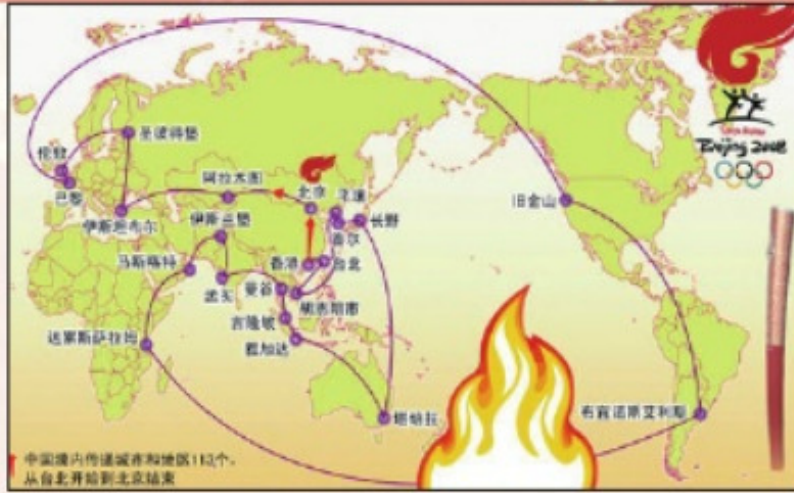 Beijing 2008
圣彼得堡
伦敦
巴黎
阿拉木图
北京
平壤
长野
旧金山
伊斯坦布尔
伊斯兰堡
首尔
马斯喀特
香港
台北
孟买
曼谷
胡志明市
吉隆坡
达累斯萨拉姆
雅加达
堪培拉
布宜诺斯艾利斯
中国境内传递城市和地区113个，
从台北开始到北京结束